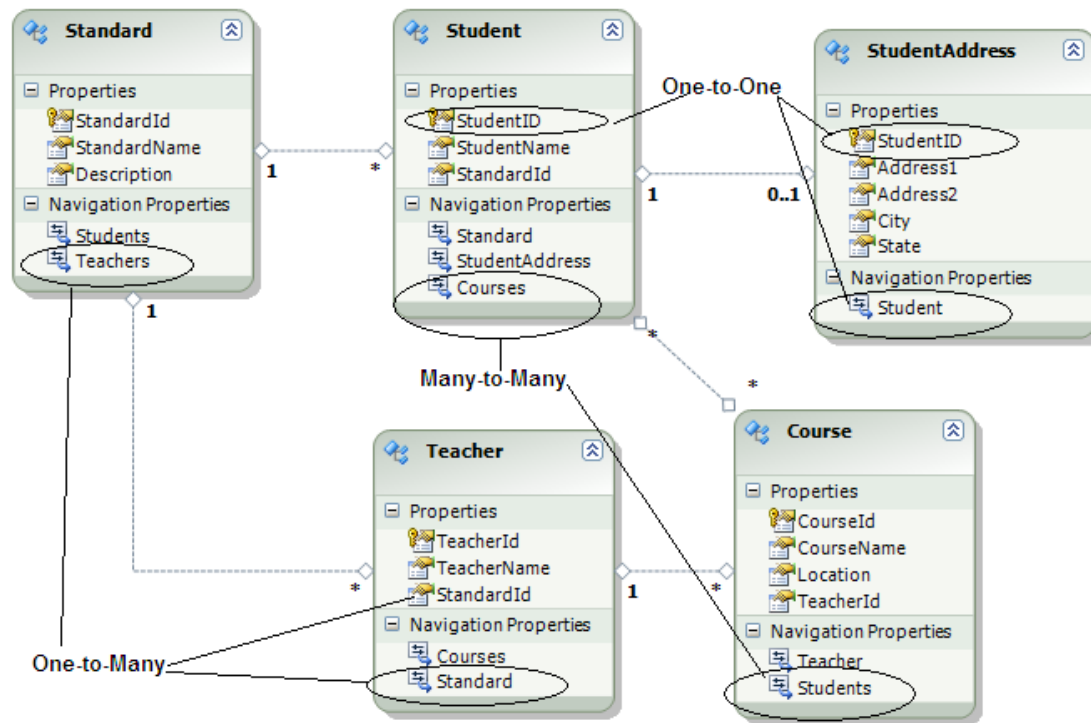 Standard
Properties
StandardId
StandardName
Description
Navigation Properties
Students
Teachers
1
*
1
Student
Properties
StudentID
StudentName
StandardId
Navigation Properties
Standard
StudentAddress
Courses
One-to-One
1
0..1
StudentAddress
Properties
StudentID
Address1
Address2
City
State
Navigation Properties
Student
*
*
Many-to-Many
One-to-Many
*
Teacher
Properties
TeacherId
TeacherName
StandardId
Navigation Properties
Courses
Standard
1
*
Course
Properties
CourseId
CourseName
Location
TeacherId
Navigation Properties
Teacher
Students